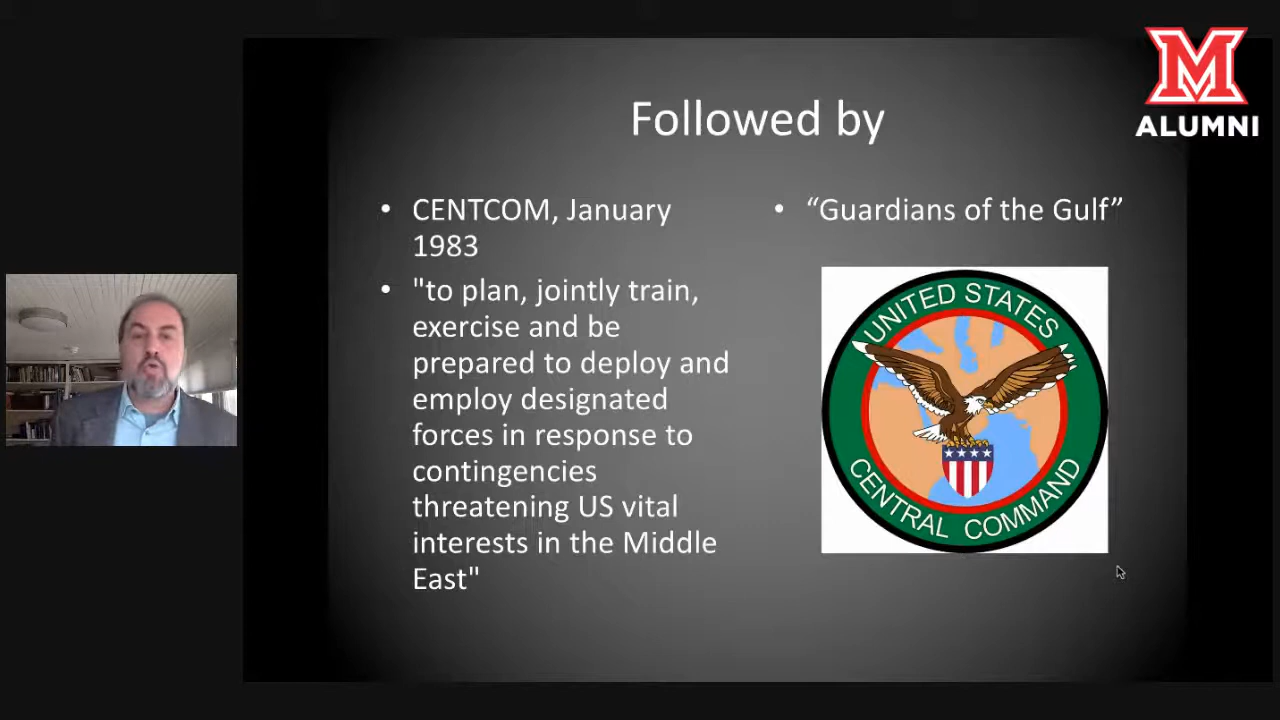 M
ALUMNI
Followed by
• CENTCOM, January
1983
• "to plan, jointly train,
exercise and be
prepared to deploy and
employ designated
forces in response to
contingencies
threatening US vital
interests in the Middle
East"
• “Guardians of the Gulf”
UNITED STATES
CENTRAL COMMAND